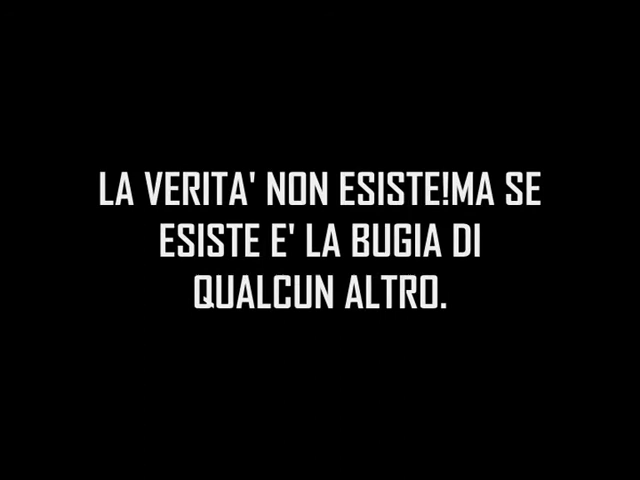 LA VERITA' NON ESISTE!MA SE
ESISTE E' LA BUGIA DI
QUALCUN ALTRO.